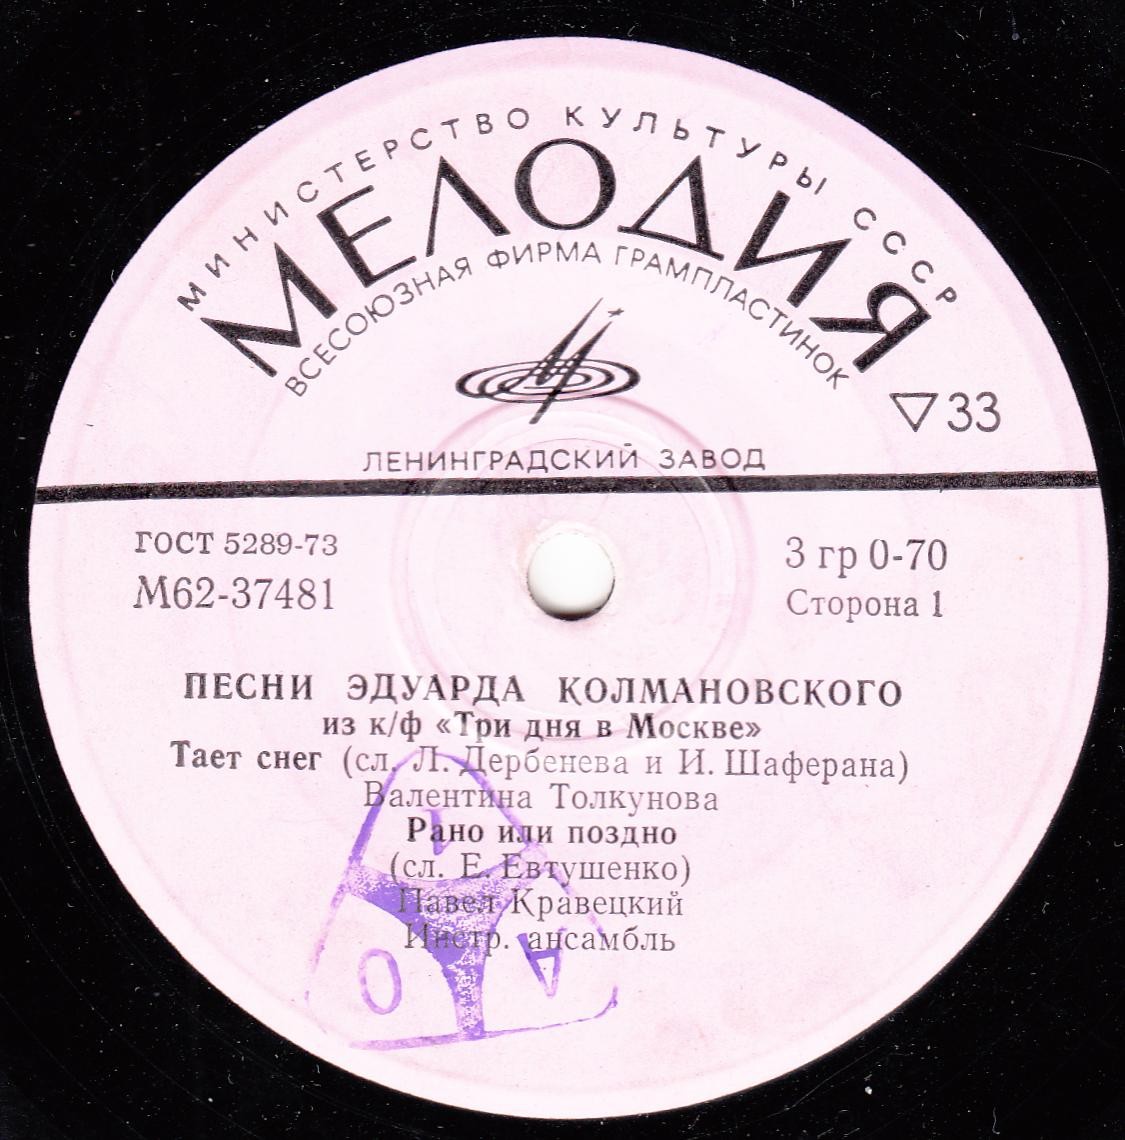 МИНИСТЕРСТВО КУЛЬТУРЫ СССР
МЕЛОДИЯ
ВСЕСОЮЗНАЯ ФИРМА ГРАМПЛАСТИНОК
▽33
ЛЕНИНГРАДСКИЙ ЗАВОД
ГОСТ 5289-73
3 гр 0-70
М62-37481
Сторона 1
ПЕСНИ ЭДУАРДА КОЛМАНОВСКОГО
из к/ф «Три дня в Москве»
Тает снег (сл. Л. Дербенева и И. Шаферана)
Валентина Толкунова
Рано или поздно
(сл. Е. Евтушенко)
Павел Кравецкий
Инстр. ансамбль
1
О А